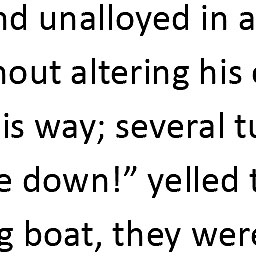 nd unalloyed in a
hout altering his
is way; several tu
e down!” yelled t
g boat, they were